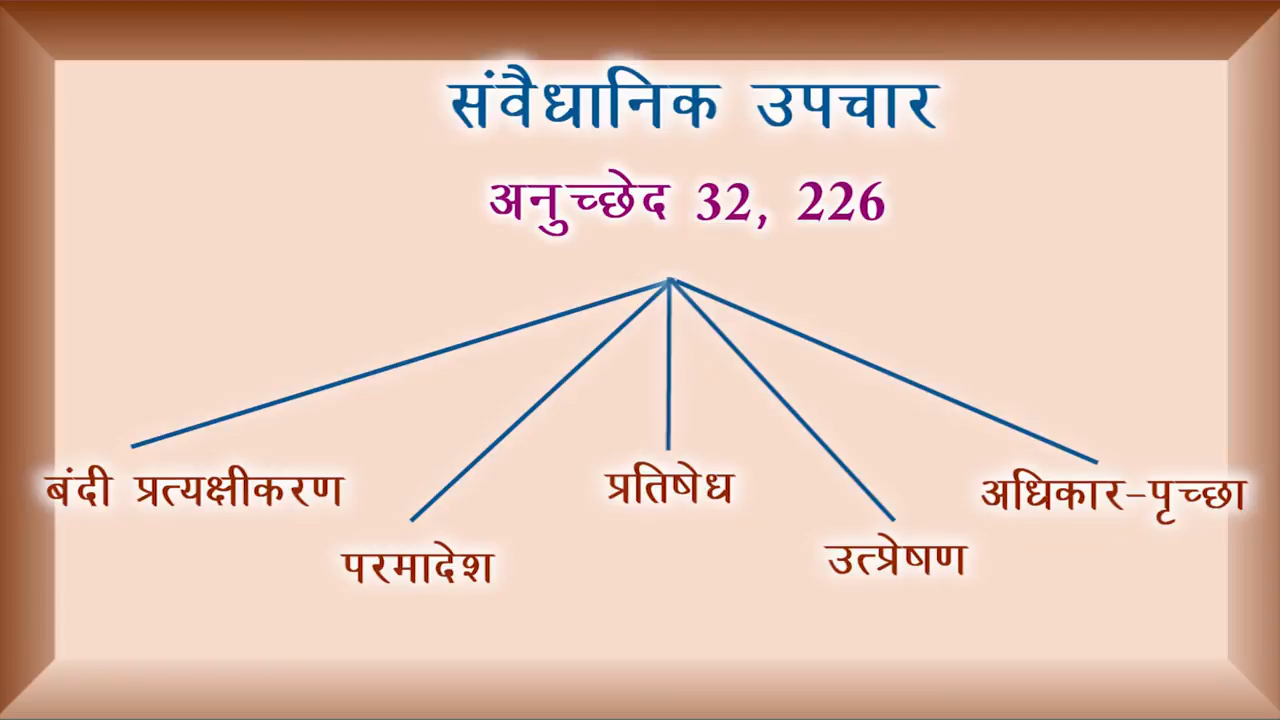 संवैधानिक उपचार
अनुच्छेद 32, 226
बंदी प्रत्यक्षीकरण
परमादेश
प्रतिषेध
उत्प्रेषण
अधिकार-पृच्छा